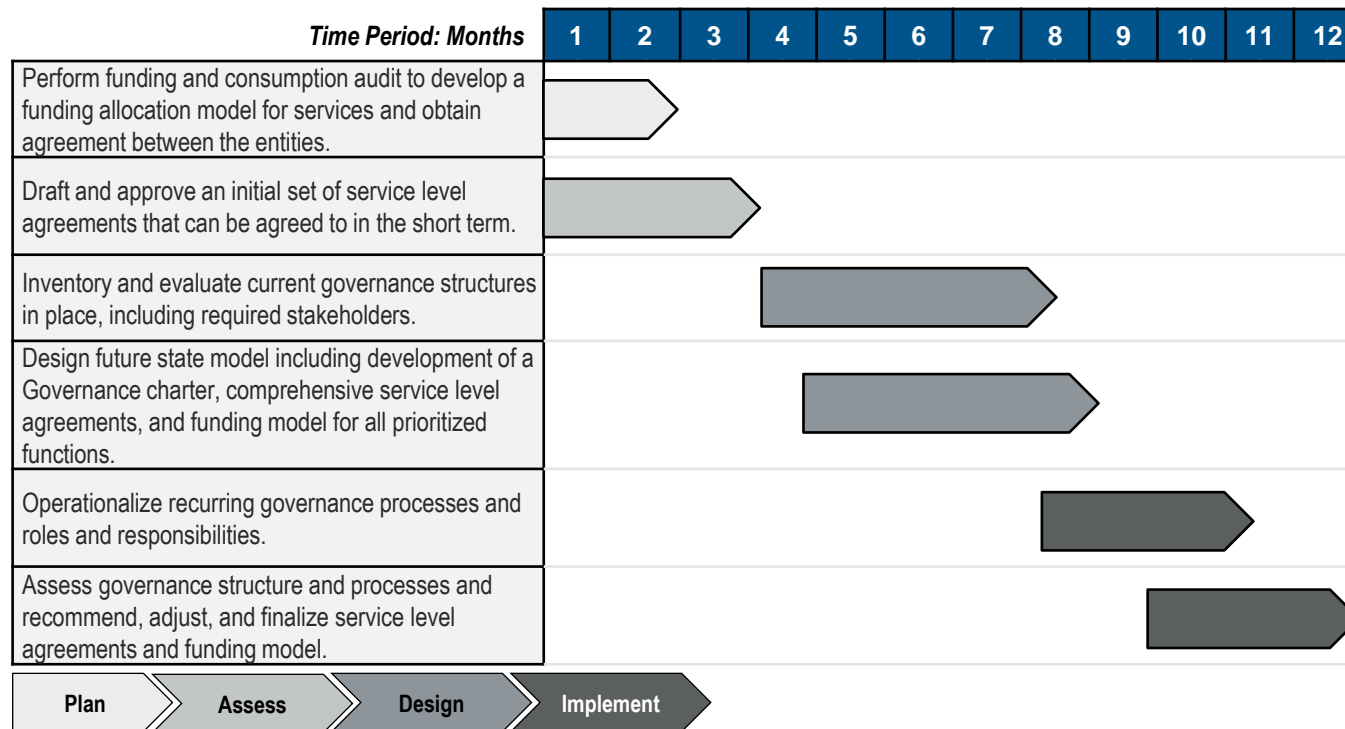 Time Period: Months 1 2 3 4 5 6 7 8 9 10 11 12
Perform funding and consumption audit to develop a
funding allocation model for services and obtain
agreement between the entities.
Draft and approve an initial set of service level
agreements that can be agreed to in the short term.
Inventory and evaluate current governance structures
in place, including required stakeholders.
Design future state model including development of a
Governance charter, comprehensive service level
agreements, and funding model for all prioritized
functions.
Operationalize recurring governance processes and
roles and responsibilities.
Assess governance structure and processes and
recommend, adjust, and finalize service level
agreements and funding model.
Plan Assess Design Implement